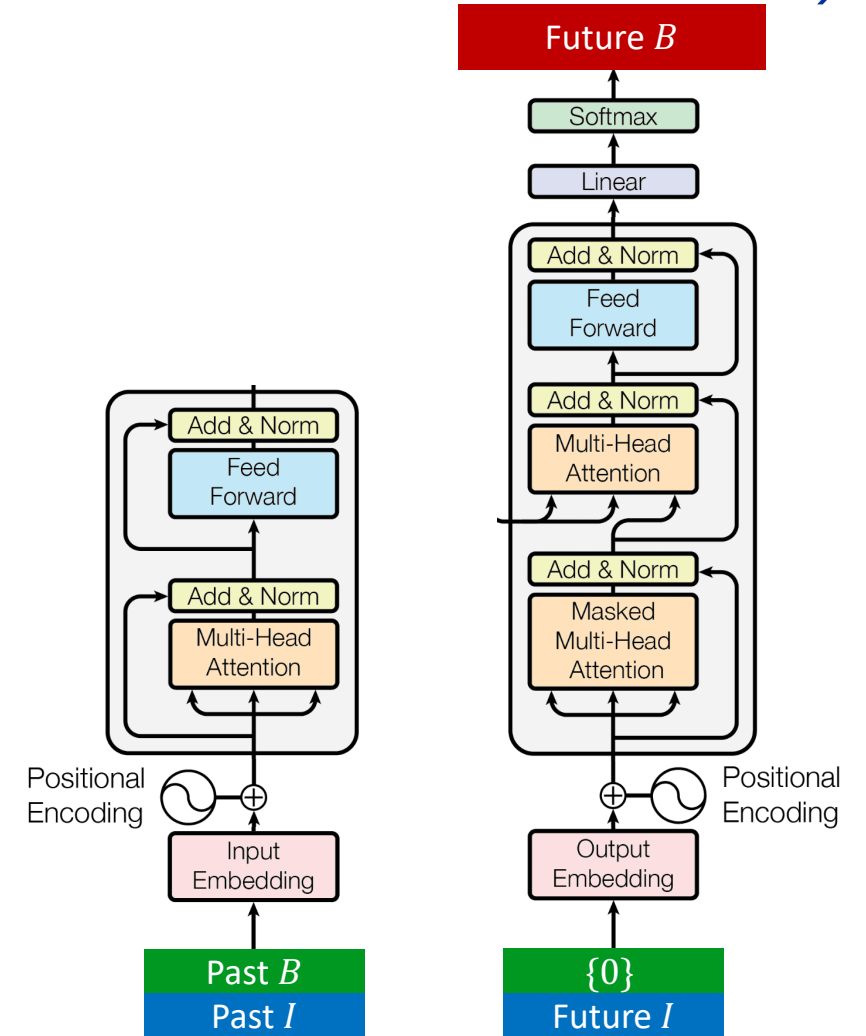 Future B
Softmax
Linear
Add & Norm
Feed
Forward
Add & Norm
Multi-Head
Attention
Add & Norm
Masked
Multi-Head
Attention
Positional
Encoding
Output
Embedding
{0}
Future I
Add & Norm
Feed
Forward
Add & Norm
Multi-Head
Attention
Positional
Encoding
Input
Embedding
Past B
Past I